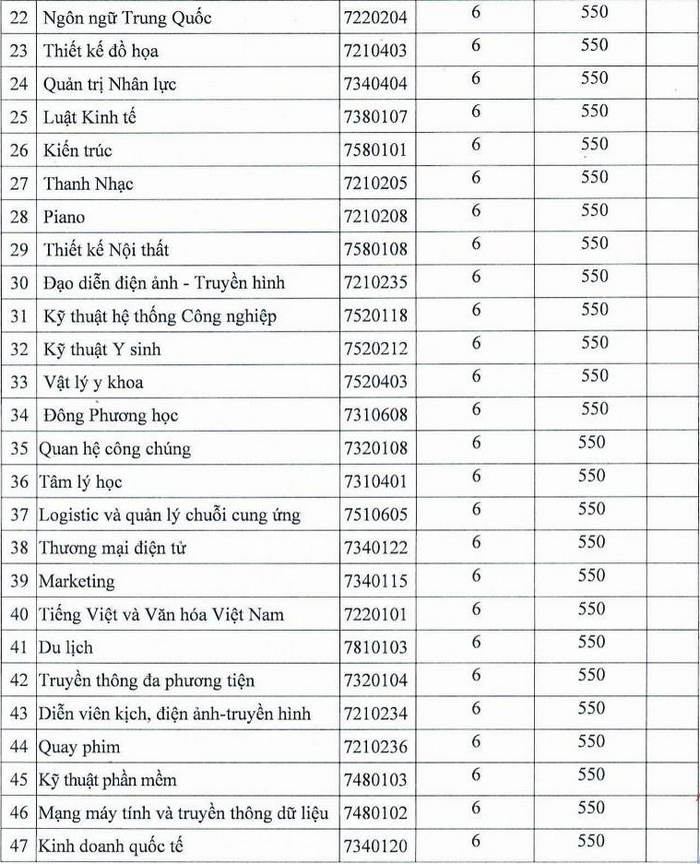 22 Ngôn ngữ Trung Quốc 7220204 6 550
23 Thiết kế đồ họa 7210403 6 550
24 Quản trị Nhân lực 7340404 6 550
25 Luật Kinh tế 7380107 6 550
26 Kiến trúc 7580101 6 550
27 Thanh Nhạc 7210205 6 550
28 Piano 7210208 6 550
29 Thiết kế Nội thất 7580108 6 550
30 Đạo diễn điện ảnh - Truyền hình 7210235 6 550
31 Kỹ thuật hệ thống Công nghiệp 7520118 6 550
32 Kỹ thuật Y sinh 7520212 6 550
33 Vật lý y khoa 7520403 6 550
34 Đông Phương học 7310608 6 550
35 Quan hệ công chúng 7320108 6 550
36 Tâm lý học 7310401 6 550
37 Logistic và quản lý chuỗi cung ứng 7510605 6 550
38 Thương mại điện tử 7340122 6 550
39 Marketing 7340115 6 550
40 Tiếng Việt và Văn hóa Việt Nam 7220101 6 550
41 Du lịch 7810103 6 550
42 Truyền thông đa phương tiện 7320104 6 550
43 Diễn viên kịch, điện ảnh-truyền hình 7210234 6 550
44 Quay phim 7210236 6 550
45 Kỹ thuật phần mềm 7480103 6 550
46 Mạng máy tính và truyền thông dữ liệu 7480102 6 550
47 Kinh doanh quốc tế 7340120 6 550